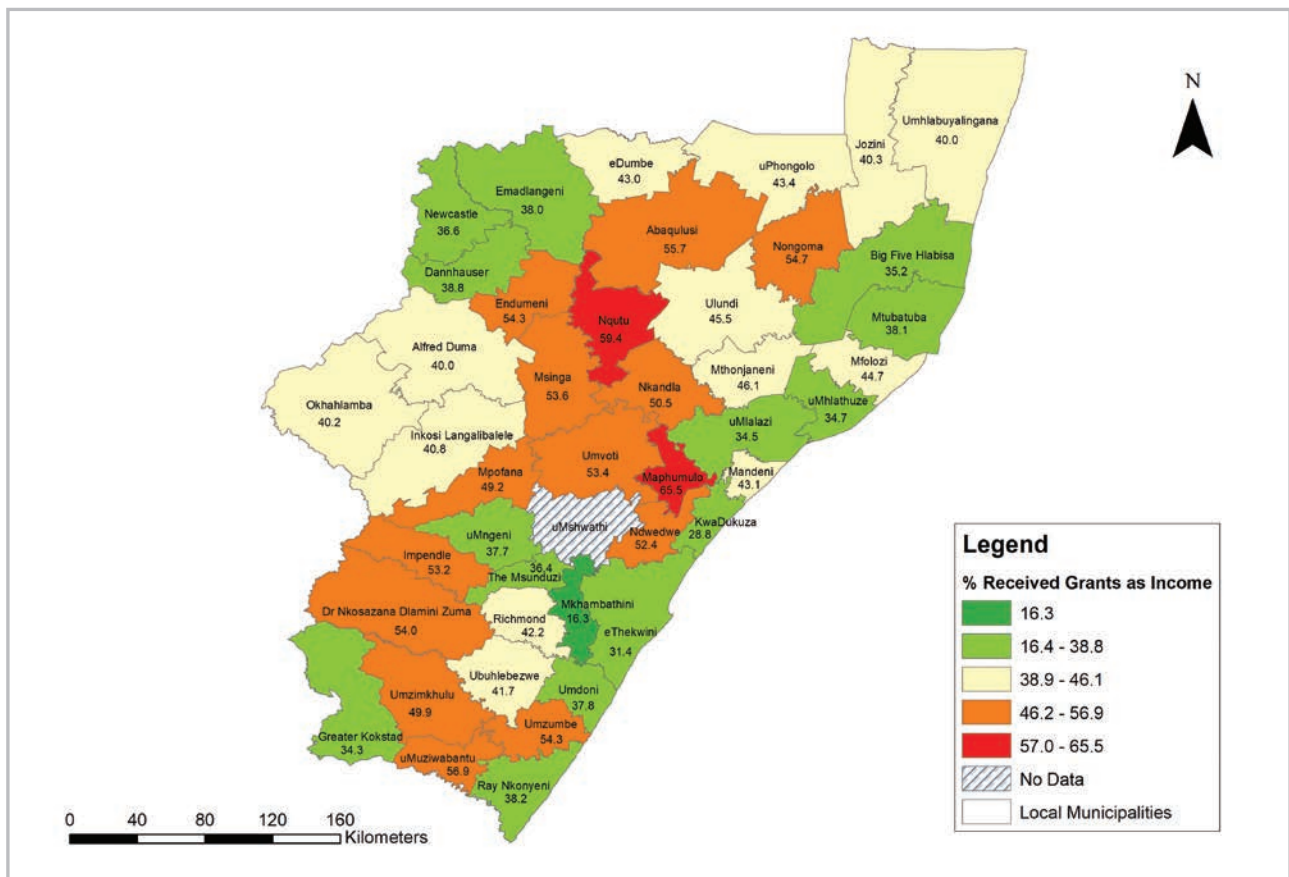 N
Umhlabuyalingana
40.0
Jozini
40.3
eDumbe
43.0
uPhongolo
43.4
Emadlangeni
38.0
Newcastle
36.6
Abaqulusi
55.7
Nongoma
54.7
Big Five Hlabisa
35.2
Dannhauser
38.8
Endumeni
54.3
Nqutu
59.4
Ulundi
45.5
Mtubatuba
38.1
Alfred Duma
40.0
Msinga
53.6
Nkandla
50.5
Mthonjaneni
46.1
Mfolozi
44.7
Okhahlamba
40.2
uMhlathuze
34.7
uMlalazi
34.5
Inkosi Langalibalele
40.8
Umvoti
53.4
Mpofana
49.2
Maphumulo
65.5
Mandeni
43.1
uMshwathi
Ndwedwe
52.4
KwaDukuza
28.8
uMngeni
37.7
Impendle
53.2
36.4
The Msunduzi
Mkhambathini
16.3
Dr Nkosazana Dlamini Zuma
54.0
Richmond
42.2
eThekwini
31.4
Ubuhlebezwe
41.7
Umdoni
37.8
Umzimkhulu
49.9
Umzumbe
54.3
Greater Kokstad
34.3
uMuziwabantu
56.9
Ray Nkonyeni
38.2
Legend
% Received Grants as Income
16.3
16.4 - 38.8
38.9 - 46.1
46.2 - 56.9
57.0 - 65.5
No Data
Local Municipalities
0 40 80 120 160
Kilometers